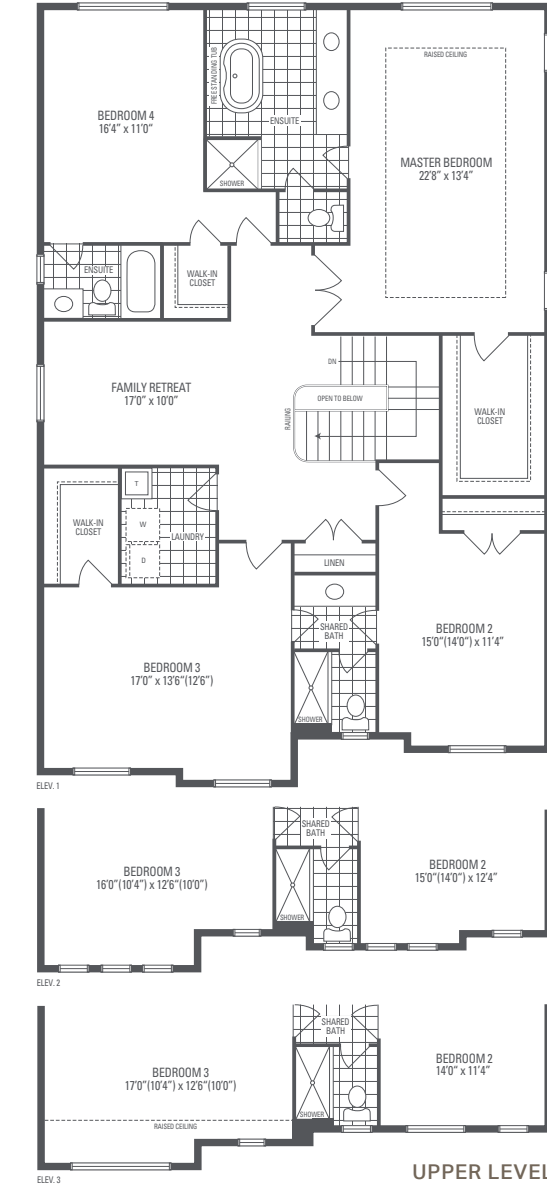 RAISED CEILING
FREESTANDING TUB
BEDROOM 4
16'4" x 11'0"
ENSUITE
MASTER BEDROOM
22'8" x 13'4"
SHOWER
ENSUITE
WALK-IN
CLOSET
DN
FAMILY RETREAT
17'0" x 10'0"
OPEN TO BELOW
RAILING
WALK-IN
CLOSET
T
WALK-IN
CLOSET
W
LAUNDRY
D
LINEN
SHARED
BATH
BEDROOM 2
15'0"(14'0") x 11'4"
BEDROOM 3
17'0" x 13'6"(12'6")
SHOWER
ELEV. 1
SHARED
BATH
BEDROOM 3
16'0"(10'4") x 12'6"(10'0")
BEDROOM 2
15'0"(14'0") x 12'4"
SHOWER
ELEV. 2
SHARED
BATH
BEDROOM 3
17'0"(10'4") x 12'6"(10'0")
BEDROOM 2
14'0" x 11'4"
SHOWER
RAISED CEILING
ELEV. 3
UPPER LEVEL